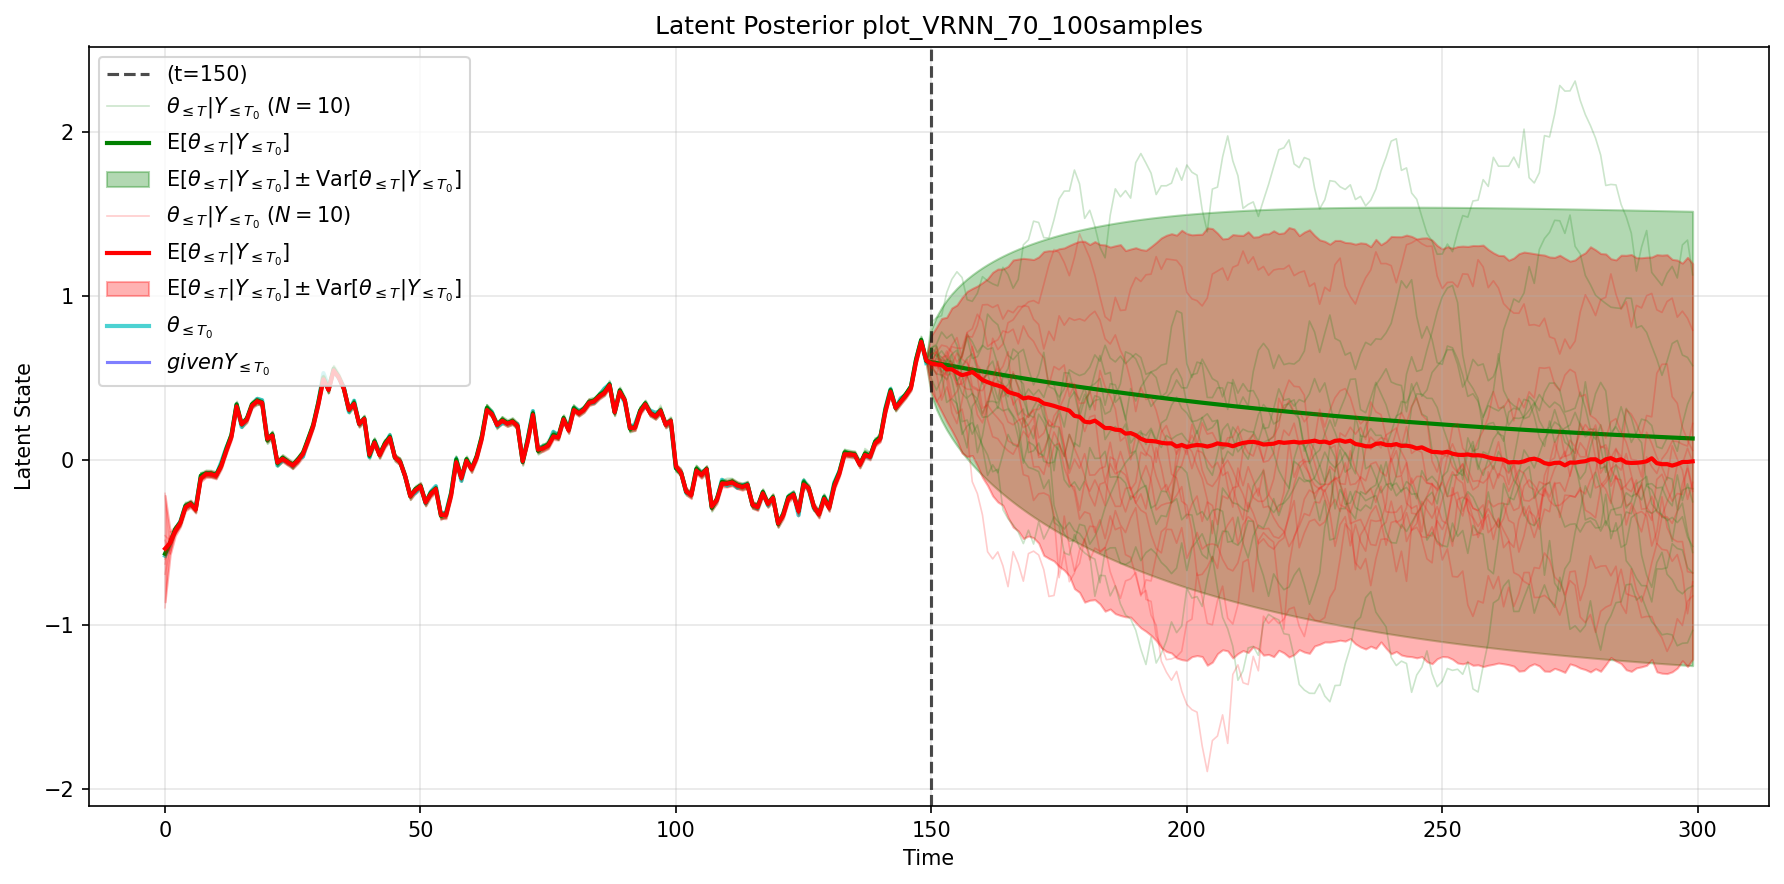 Latent Posterior plot_VRNN_70_100samples
(t=150)
θ≤T|Y≤T₀ (N = 10)
E[θ≤T|Y≤T₀]
E[θ≤T|Y≤T₀] ± Var[θ≤T|Y≤T₀]
θ≤T|Y≤T₀ (N = 10)
E[θ≤T|Y≤T₀]
E[θ≤T|Y≤T₀] ± Var[θ≤T|Y≤T₀]
θ≤T₀
givenY≤T₀
Latent State
2
1
0
−1
−2
0 50 100 150 200 250 300
Time